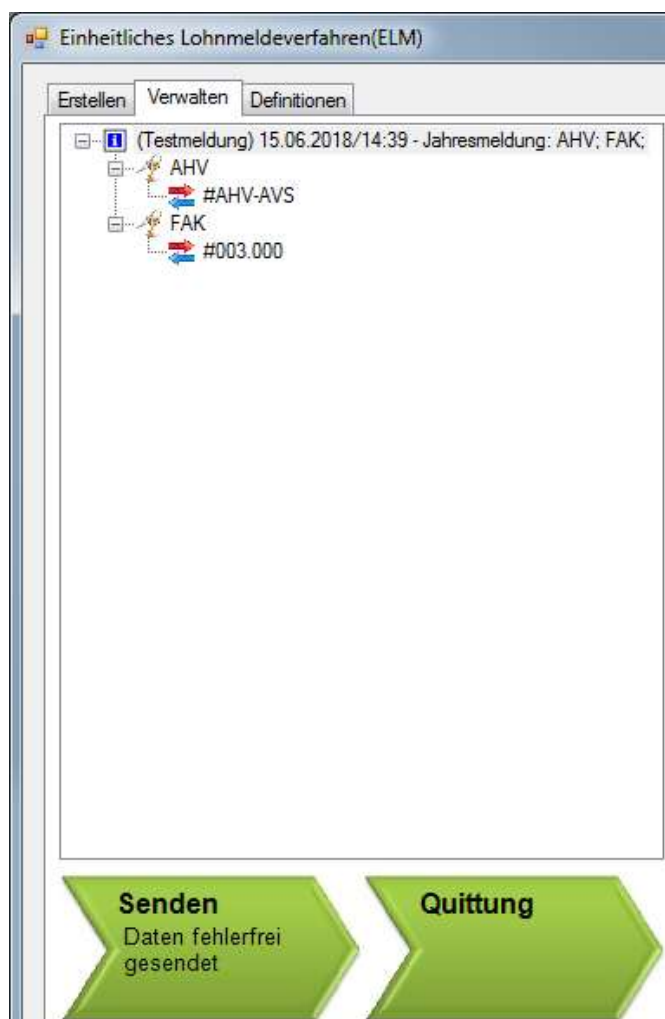 Einheitliches Lohnmeldeverfahren(ELM)
Erstellen Verwalten Definitionen
(Testmeldung) 15.06.2018/14:39 - Jahresmeldung: AHV; FAK;
AHV
#AHV-AVS
FAK
#003.000
Senden
Daten fehlerfrei
gesendet
Quittung